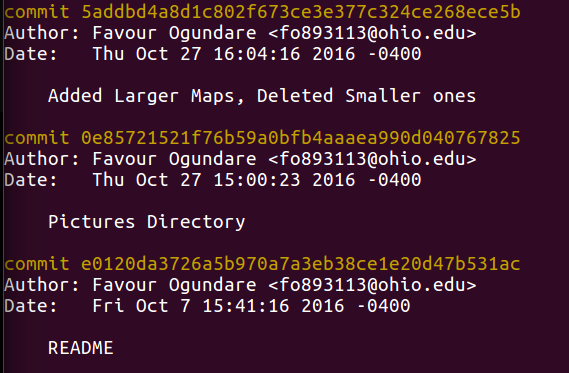 commit 5addbd4a8d1c802f673ce3e377c324ce268ece5b
Author: Favour Ogundare <fo893113@ohio.edu>
Date:   Thu Oct 27 16:04:16 2016 -0400
Added Larger Maps, Deleted Smaller ones
commit 0e85721521f76b59a0bfb4aaaea990d040767825
Author: Favour Ogundare <fo893113@ohio.edu>
Date:   Thu Oct 27 15:00:23 2016 -0400
Pictures Directory
commit e0120da3726a5b970a7a3eb38ce1e20d47b531ac
Author: Favour Ogundare <fo893113@ohio.edu>
Date:   Fri Oct 7 15:41:16 2016 -0400
README